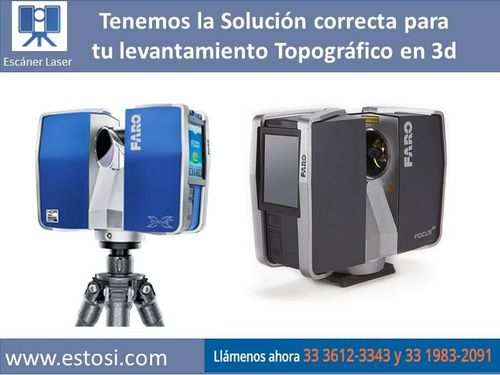 Tenemos la Solución correcta para
tu levantamiento Topográfico en 3d
Escáner Laser
FARO
FARO
FARO
FOCUS
www.estosi.com
Llámenos ahora 33 3612-3343 y 33 1983-2091